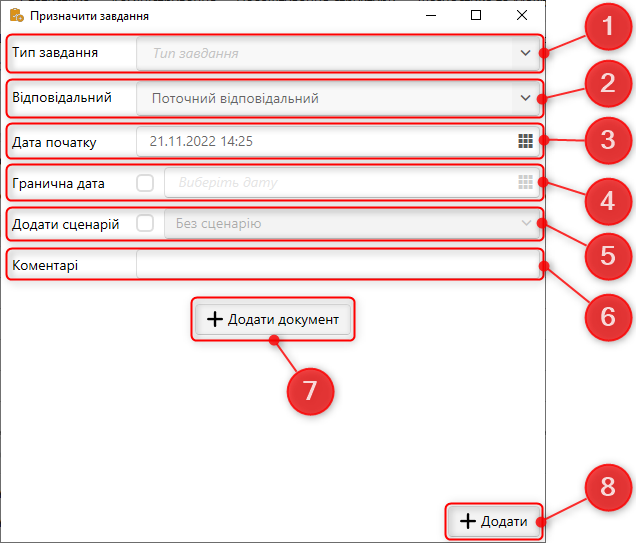 Призначити завдання
Тип завдання Тип завдання 1
Відповідальний Поточний відповідальний 2
Дата початку 21.11.2022 14:25 3
Гранична дата Виберіть дату 4
Додати сценарій Без сценарію 5
Коментарі 6
Додати документ
7
8
Додати